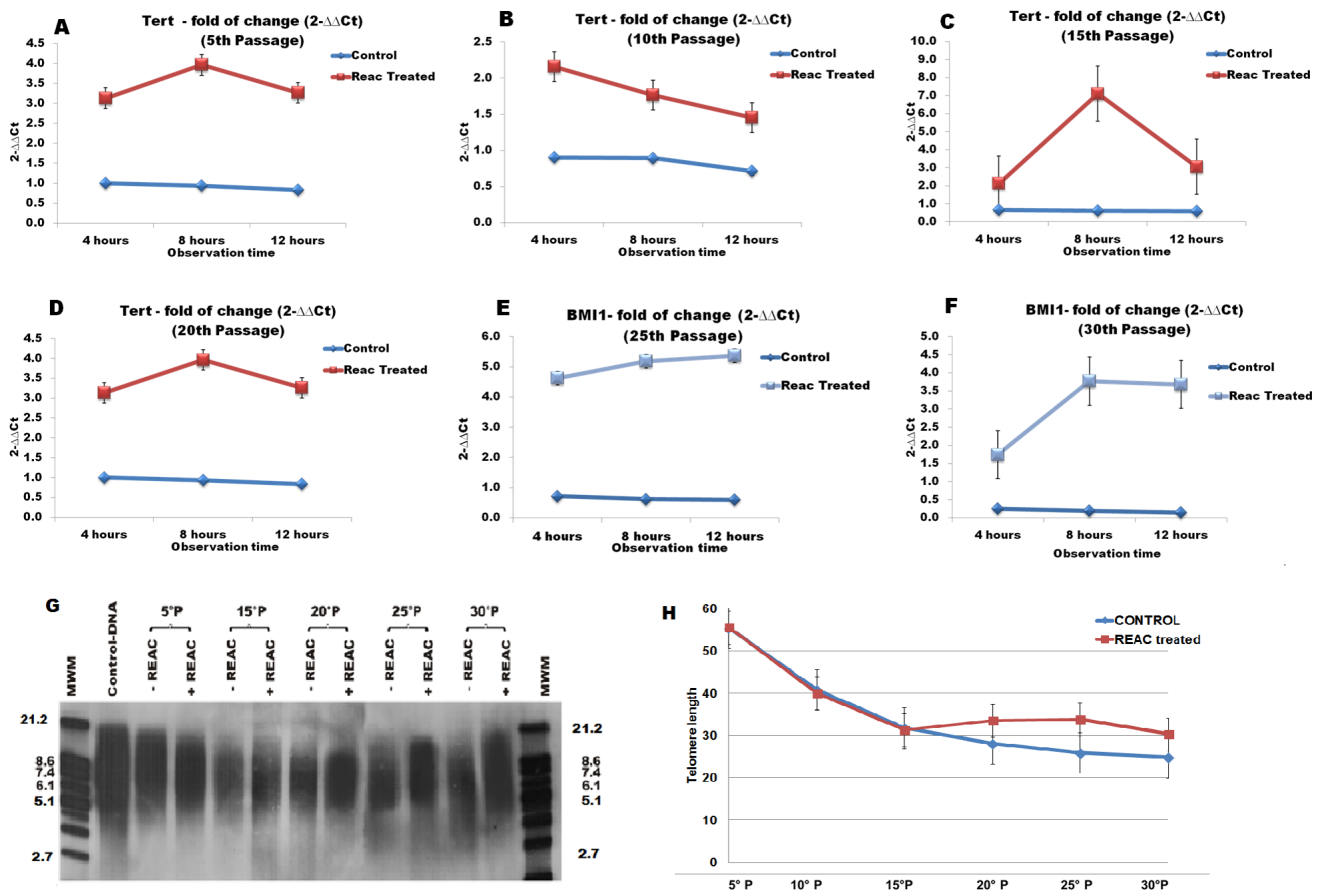 A
Tert - fold of change (2-ΔΔCt)
(5th Passage)
4.5
4.0
3.5
3.0
2.5
2.0
1.5
1.0
0.5
0.0
2-ΔΔCt
Control
Reac Treated
4 hours 8 hours 12 hours
Observation time
B
Tert - fold of change (2-ΔΔCt)
(10th Passage)
2.5
2.0
1.5
1.0
0.5
0.0
2-ΔΔCt
Control
Reac Treated
4 hours 8 hours 12 hours
Observation time
C
Tert - fold of change (2-ΔΔCt)
(15th Passage)
10.0
9.0
8.0
7.0
6.0
5.0
4.0
3.0
2.0
1.0
0.0
2-ΔΔCt
Control
Reac Treated
4 hours 8 hours 12 hours
Observation time
D
Tert - fold of change (2-ΔΔCt)
(20th Passage)
4.5
4.0
3.5
3.0
2.5
2.0
1.5
1.0
0.5
0.0
2-ΔΔCt
Control
Reac Treated
4 hours 8 hours 12 hours
Observation time
E
BMI1- fold of change (2-ΔΔCt)
(25th Passage)
6.0
5.0
4.0
3.0
2.0
1.0
0.0
2-ΔΔCt
Control
Reac Treated
4 hours 8 hours 12 hours
Observation time
F
BMI1- fold of change (2-ΔΔCt)
(30th Passage)
5.0
4.5
4.0
3.5
3.0
2.5
2.0
1.5
1.0
0.5
0.0
2-ΔΔCt
Control
Reac Treated
4 hours 8 hours 12 hours
Observation time
G
5°P 15°P 20°P 25°P 30°P
MWM Control-DNA - REAC + REAC - REAC + REAC - REAC + REAC - REAC + REAC - REAC + REAC MWM
21.2 21.2
8.6 8.6
7.4 7.4
6.1 6.1
5.1 5.1
2.7 2.7
H
60
50
40
30
20
10
0
Telomere length
CONTROL
REAC treated
5° P 10° P 15°P 20° P 25° P 30°P